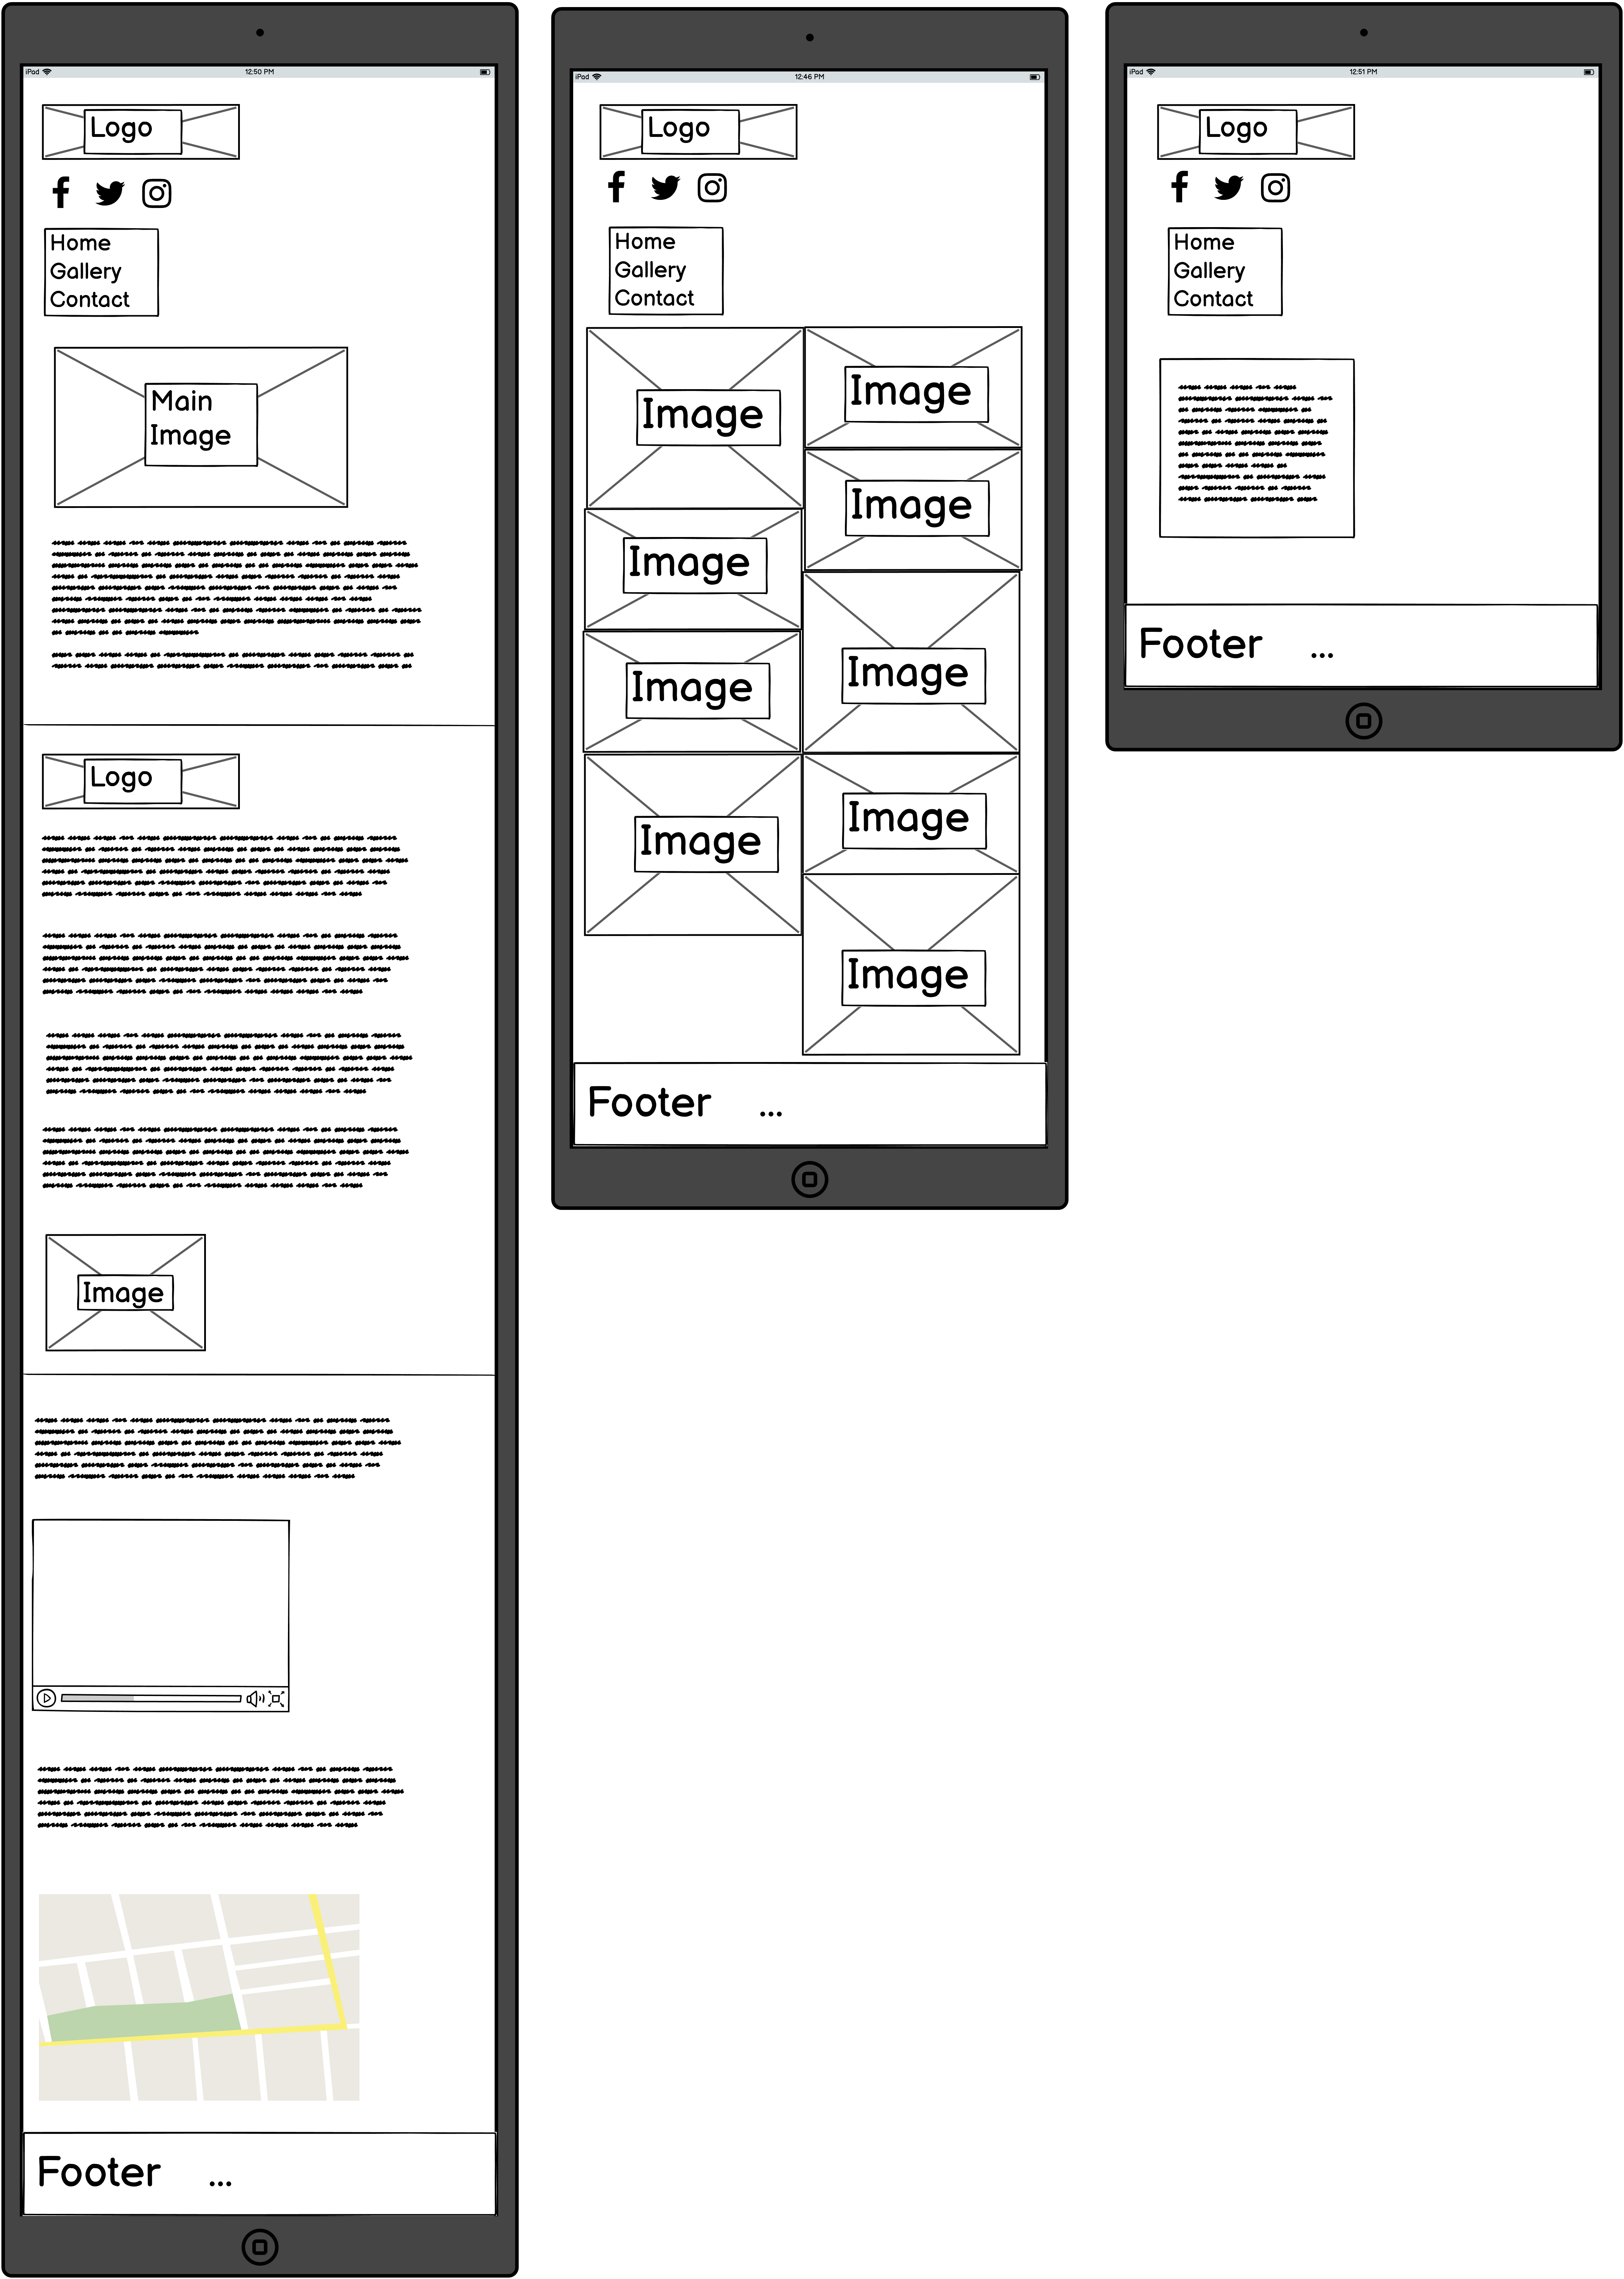 iPad 12:50 PM
Logo
Home
Gallery
Contact
Main
Image
Logo
Image
Footer ...
iPad 12:46 PM
Logo
Home
Gallery
Contact
Image
Image
Image
Image
Image
Image
Image
Image
Image
Footer ...
iPad 12:51 PM
Logo
Home
Gallery
Contact
Footer ...